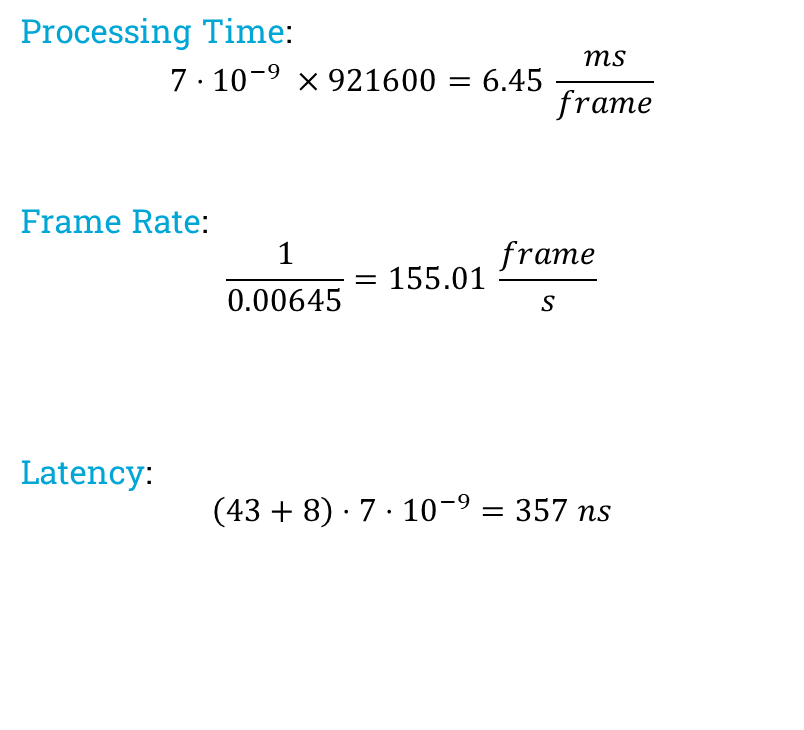 Processing Time:
7 · 10⁻⁹ × 921600 = 6.45 ms/frame
Frame Rate:
1/0.00645 = 155.01 frame/s
Latency:
(43 + 8) · 7 · 10⁻⁹ = 357 ns